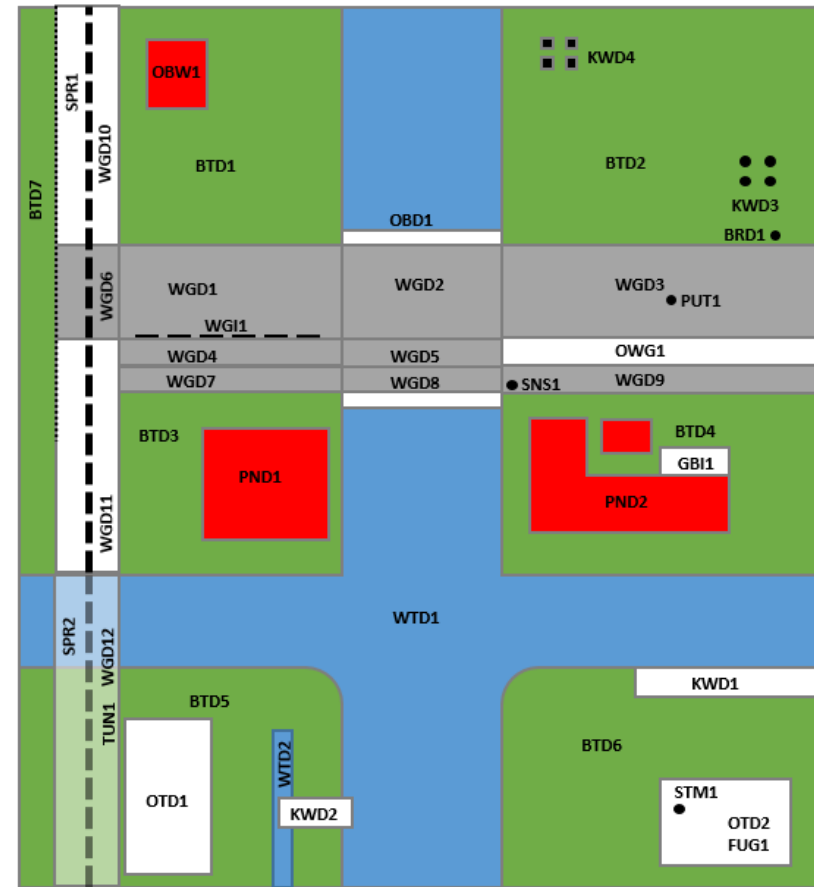 OBW1
KWD4
SPR1
WGD10
BTD1
BTD2
BTD7
KWD3
OBD1
BRD1
WGD6
WGD1
WGD2
WGD3
PUT1
WGI1
WGD4
WGD5
OWG1
WGD7
WGD8
SNS1
WGD9
BTD3
BTD4
GBI1
PND1
PND2
WGD11
SPR2
WGD12
WTD1
TUN1
KWD1
BTD5
BTD6
WTD2
OTD1
KWD2
STM1
OTD2
FUG1